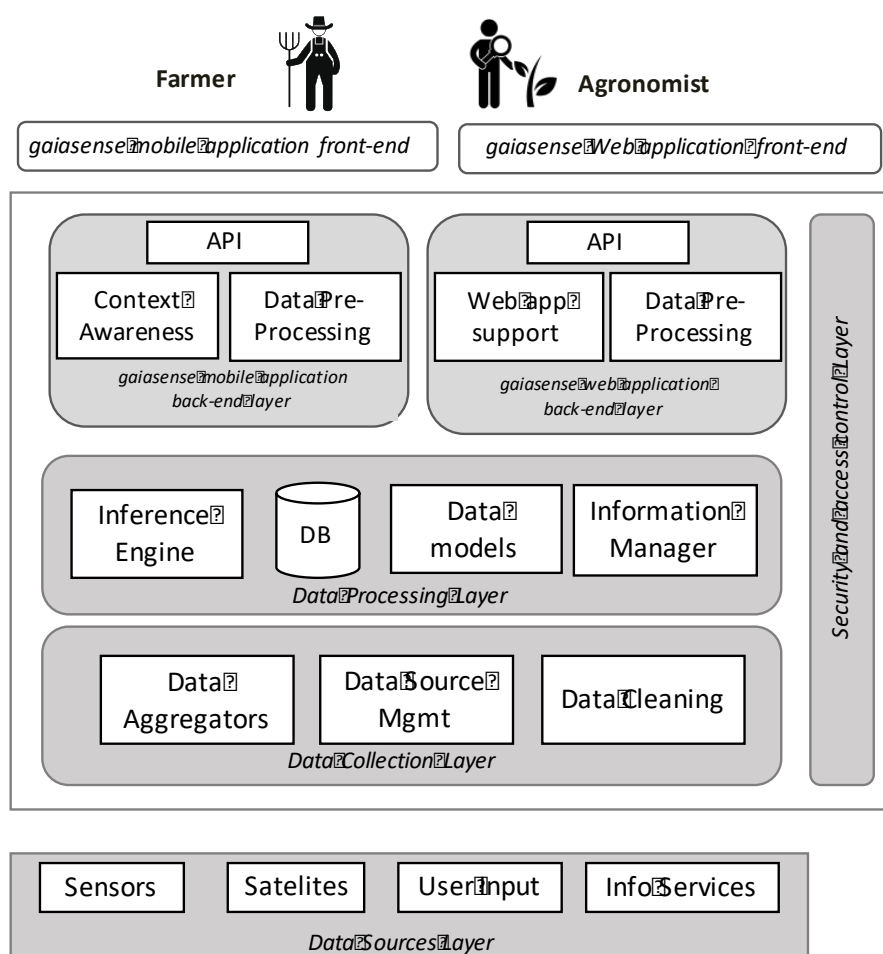 Farmer
Agronomist
gaiasense mobile application front-end
gaiasense Web application front-end
API
API
Context
Awareness
Data Pre-
Processing
Web app
support
Data Pre-
Processing
gaiasense mobile application
back-end layer
gaiasense web application
back-end layer
Security and access control Layer
Inference
Engine
DB
Data
models
Information
Manager
Data Processing Layer
Data
Aggregators
Data Source
Mgmt
Data Cleaning
Data Collection Layer
Sensors
Satelites
User Input
Info Services
Data Sources Layer